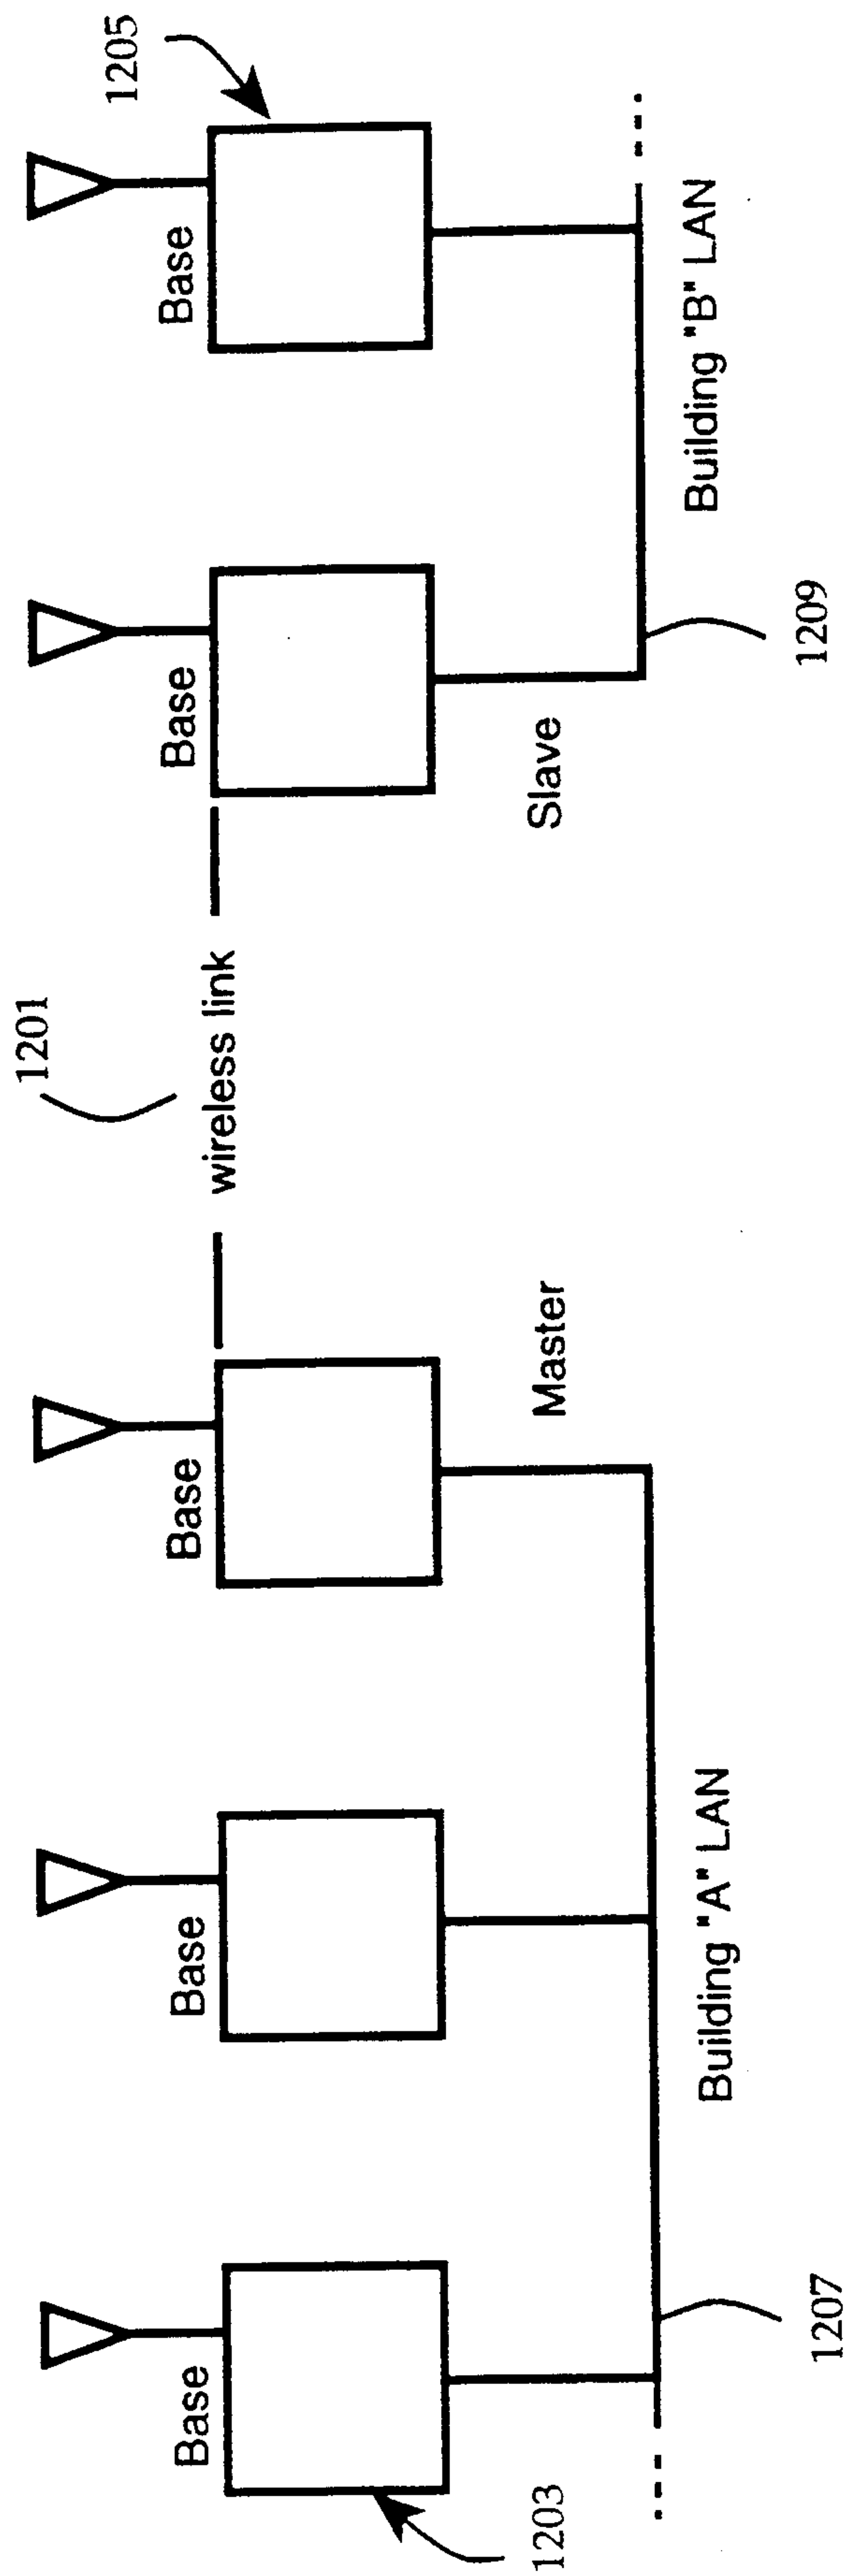 1201
1205
Base
Base
Base
Base
Base
wireless link
1203
Master
Slave
Building "A" LAN
Building "B" LAN
1207
1209